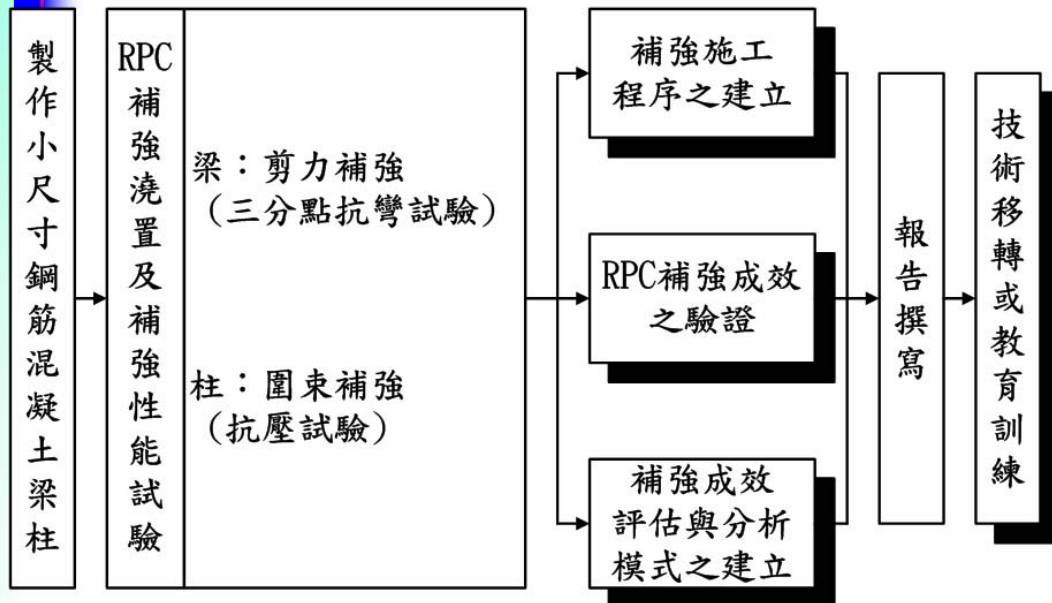 製作小尺寸鋼筋混凝土梁柱
RPC補強澆置及補強性能試驗
梁：剪力補強
（三分點抗彎試驗）
柱：圍束補強
（抗壓試驗）
補強施工
程序之建立
RPC補強成效
之驗證
補強成效
評估與分析
模式之建立
報告撰寫
技術移轉或教育訓練